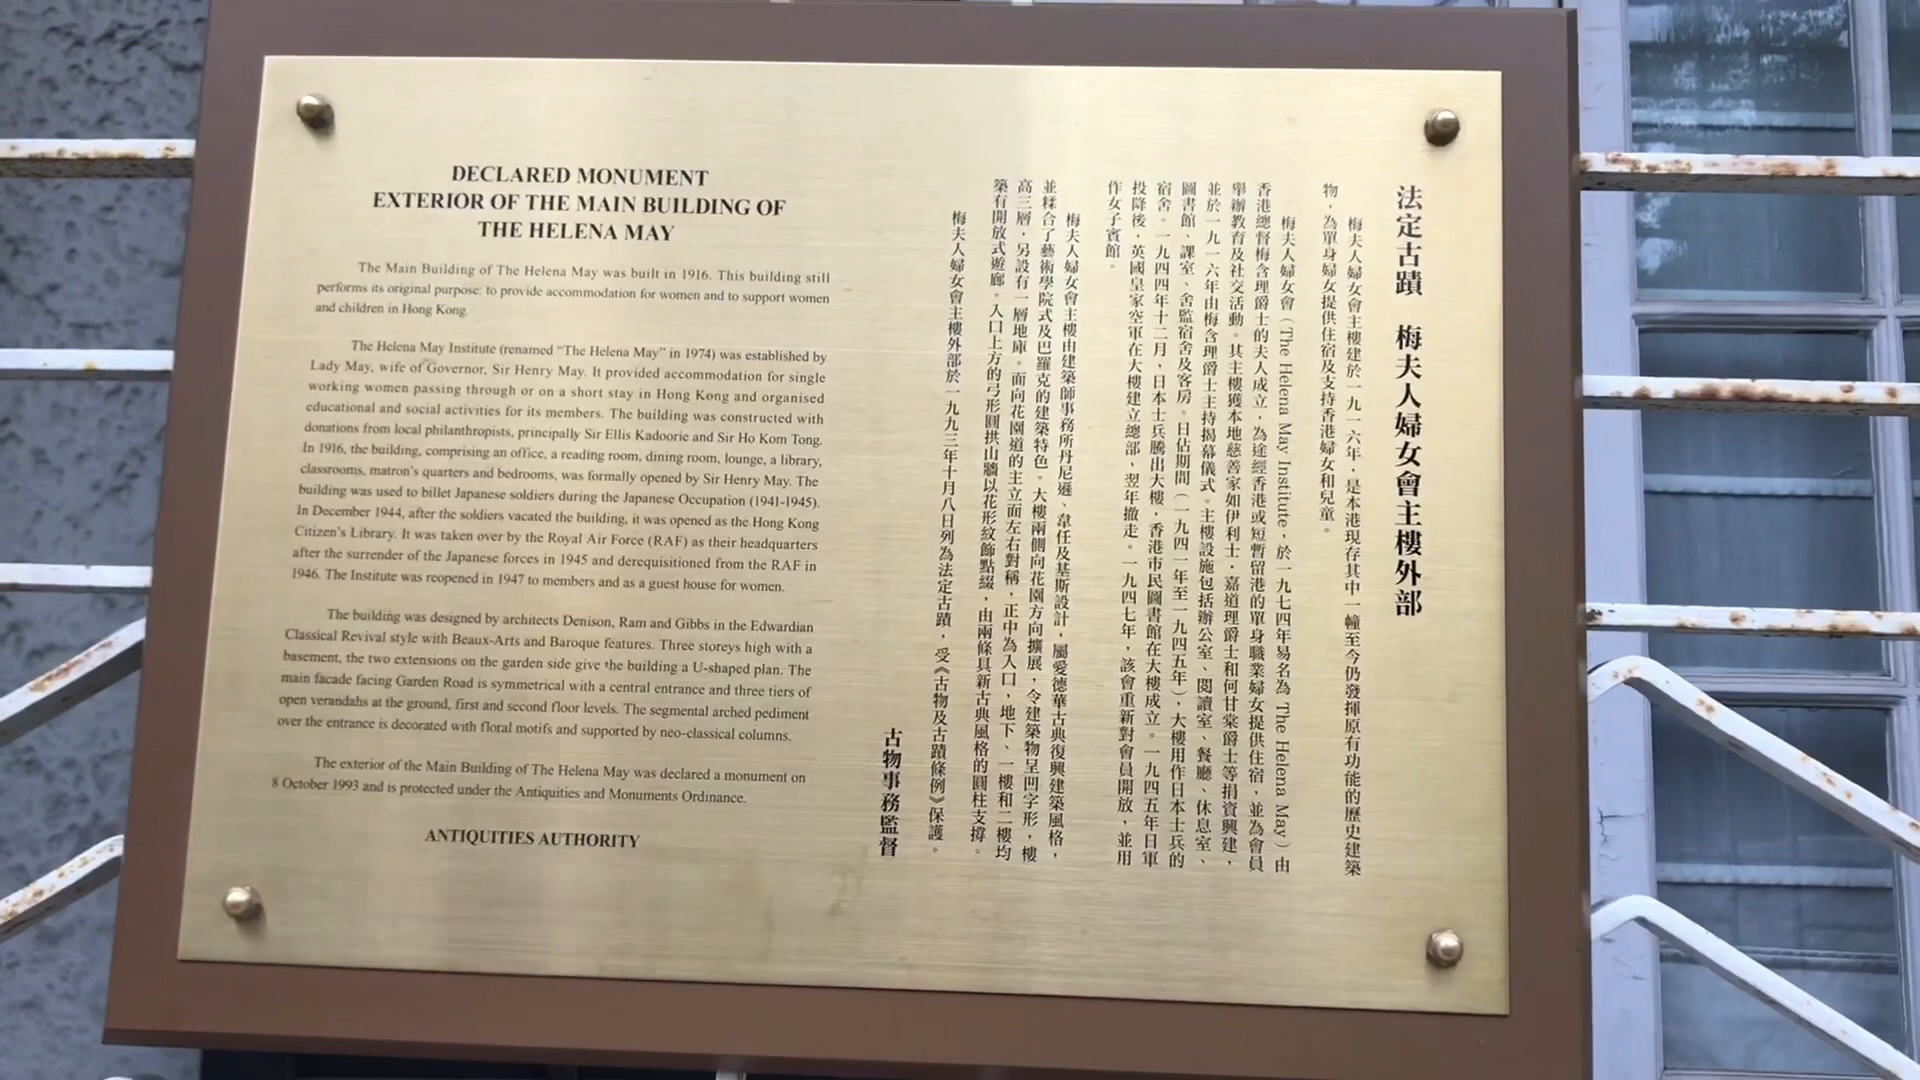 DECLARED MONUMENT
EXTERIOR OF THE MAIN BUILDING OF
THE HELENA MAY
The Main Building of The Helena May was built in 1916. This building still
performs its original purpose: to provide accommodation for women and to support women
and children in Hong Kong.
The Helena May Institute (renamed “The Helena May” in 1974) was established by
Lady May, wife of Governor, Sir Henry May. It provided accommodation for single
working women passing through or on a short stay in Hong Kong and organised
educational and social activities for its members. The building was constructed with
donations from local philanthropists, principally Sir Ellis Kadoorie and Sir Ho Kom Tong.
In 1916, the building, comprising an office, a reading room, dining room, lounge, a library,
classrooms, matron's quarters and bedrooms, was formally opened by Sir Henry May. The
building was used to billet Japanese soldiers during the Japanese Occupation (1941-1945).
In December 1944, after the soldiers vacated the building, it was opened as the Hong Kong
Citizen's Library. It was taken over by the Royal Air Force (RAF) as their headquarters
after the surrender of the Japanese forces in 1945 and derequisitioned from the RAF in
1946. The Institute was reopened in 1947 to members and as a guest house for women.
The building was designed by architects Denison, Ram and Gibbs in the Edwardian
Classical Revival style with Beaux-Arts and Baroque features. Three storeys high with a
basement, the two extensions on the garden side give the building a U-shaped plan. The
main facade facing Garden Road is symmetrical with a central entrance and three tiers of
open verandahs at the ground, first and second floor levels. The segmental arched pediment
over the entrance is decorated with floral motifs and supported by neo-classical columns.
The exterior of the Main Building of The Helena May was declared a monument on
8 October 1993 and is protected under the Antiquities and Monuments Ordinance.
ANTIQUITIES AUTHORITY
法定古蹟 梅夫人婦女會主樓外部
梅夫人婦女會主樓建於一九一六年，是本港現存其中一幢至今仍發揮原有功能的歷史建築
物，為單身婦女提供住宿及支持香港婦女和兒童。
梅夫人婦女會（The Helena May Institute，於一九七四年易名為 The Helena May）由
香港總督梅含理爵士的夫人成立，為途經香港或短暫留港的單身職業婦女提供住宿，並為會員
舉辦教育及社交活動。其主樓獲本地慈善家如伊利士．嘉道理爵士和何甘棠爵士等捐資興建，
並於一九一六年由梅含理爵士主持揭幕儀式。主樓設施包括辦公室、閱讀室、餐廳、休息室、
圖書館、課室、舍監宿舍及客房。日佔期間（一九四一年至一九四五年），大樓用作日本士兵的
宿舍。一九四四年十二月，日本士兵騰出大樓，香港市民圖書館在大樓成立。一九四五年日軍
投降後，英國皇家空軍在大樓建立總部，翌年撤走。一九四七年，該會重新對會員開放，並用
作女子賓館。
梅夫人婦女會主樓由建築師事務所丹尼遜、韋任及基斯設計，屬愛德華古典復興建築風格，
並糅合了藝術學院式及巴羅克的建築特色。大樓兩側向花園方向擴展，令建築物呈凹字形，樓
高三層，另設有一層地庫。面向花園道的主立面左右對稱，正中為入口，地下、一樓和二樓均
築有開放式遊廊。入口上方的弓形圓拱山牆以花形紋飾點綴，由兩條具新古典風格的圓柱支撐。
梅夫人婦女會主樓外部於一九九三年十月八日列為法定古蹟，受《古物及古蹟條例》保護。
古物事務監督